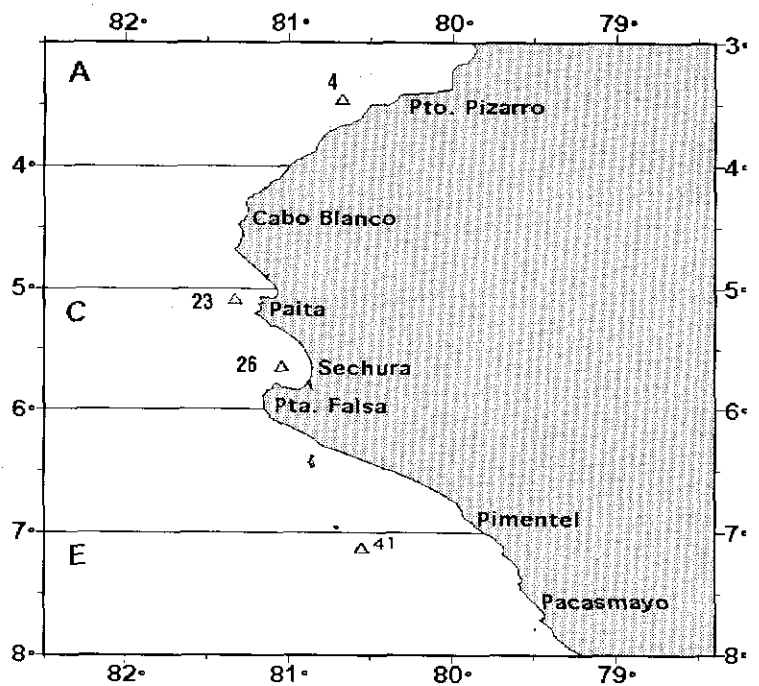 82° 81° 80° 79°
3°
A
4
Pto. Pizarro
4° 4°
Cabo Blanco
5° 5°
23
C
Paita
26
Sechura
Pta. Falsa
6° 6°
Pimentel
7° 7°
41
E
Pacasmayo
8° 8°
82° 81° 80° 79°